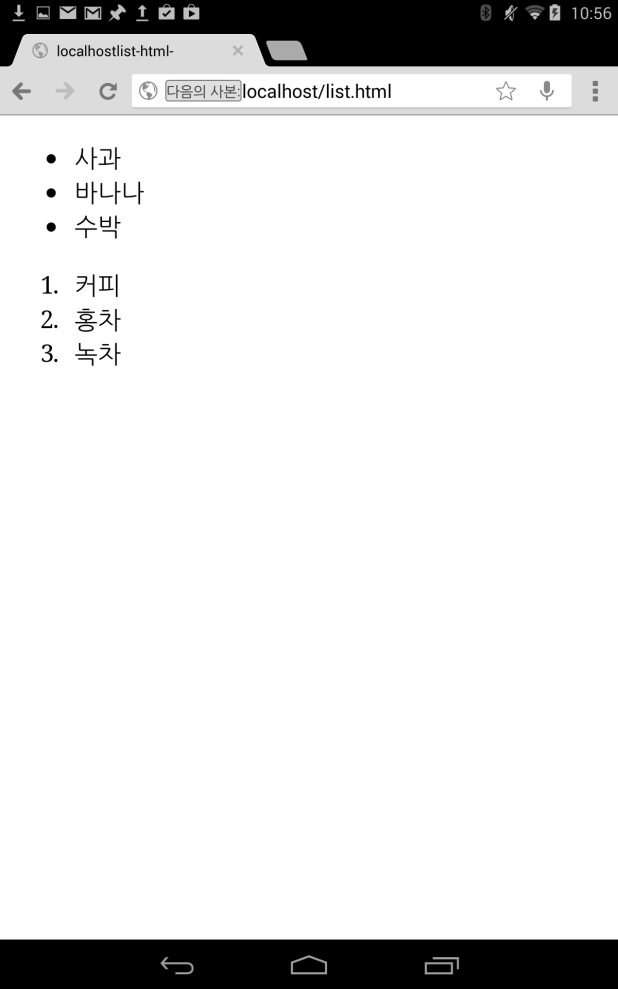 10:56
localhostlist-html-
다음의 사본:localhost/list.html
• 사과
• 바나나
• 수박
1. 커피
2. 홍차
3. 녹차